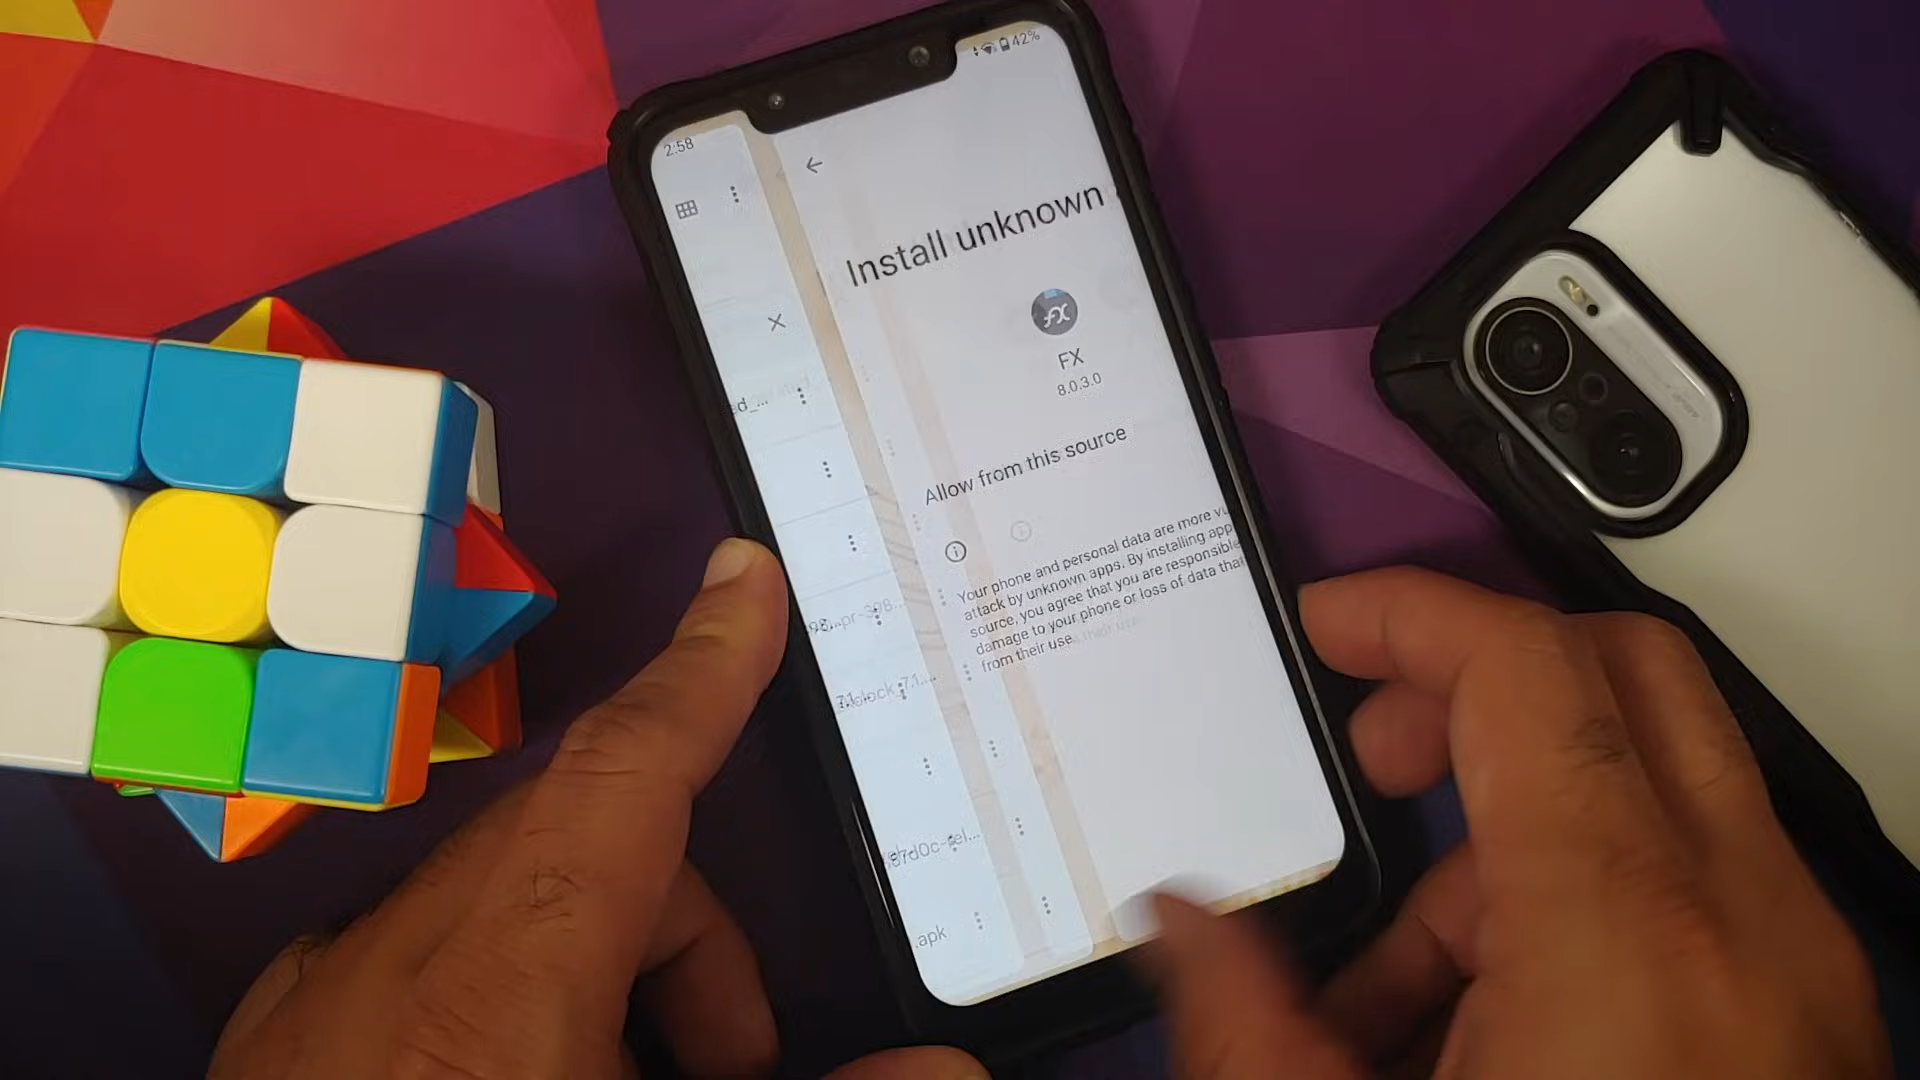 2:58
42%
Install unknown
FX
FX
8.0.3.0
Allow from this source
Your phone and personal data are more
attack by unknown apps. By installing app
source, you agree that you are responsible
damage to your phone or loss of data that
from their use.
.apk